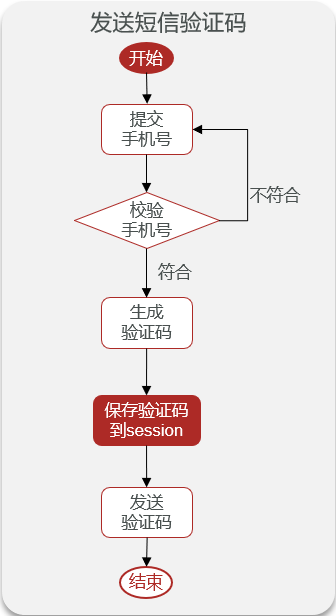 发送短信验证码
开始
提交
手机号
不符合
校验
手机号
符合
生成
验证码
保存验证码
到session
发送
验证码
结束